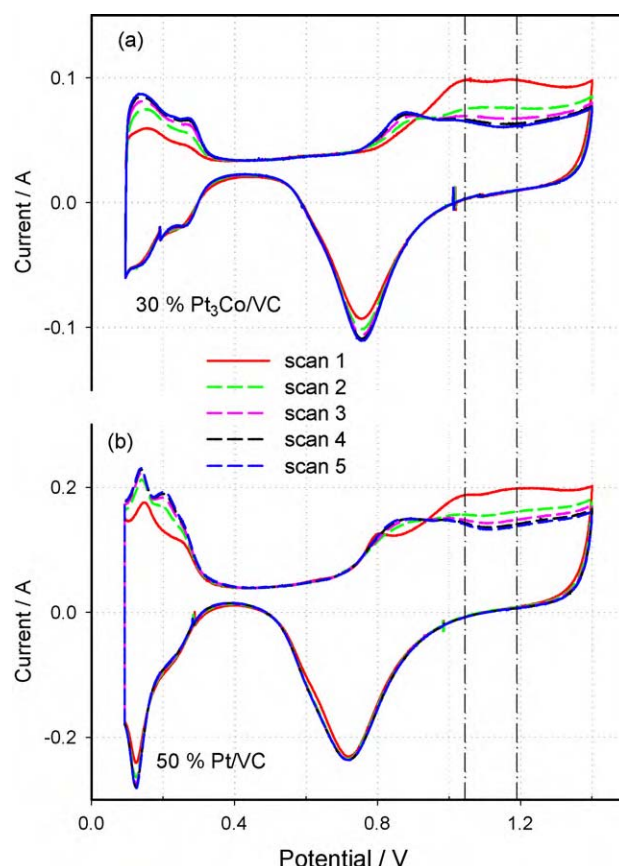 (a)
0.1
0.0
-0.1
Current / A
30 % Pt₃Co/VC
scan 1
scan 2
scan 3
scan 4
scan 5
(b)
0.2
0.0
-0.2
Current / A
50 % Pt/VC
0.0 0.4 0.8 1.2
Potential / V